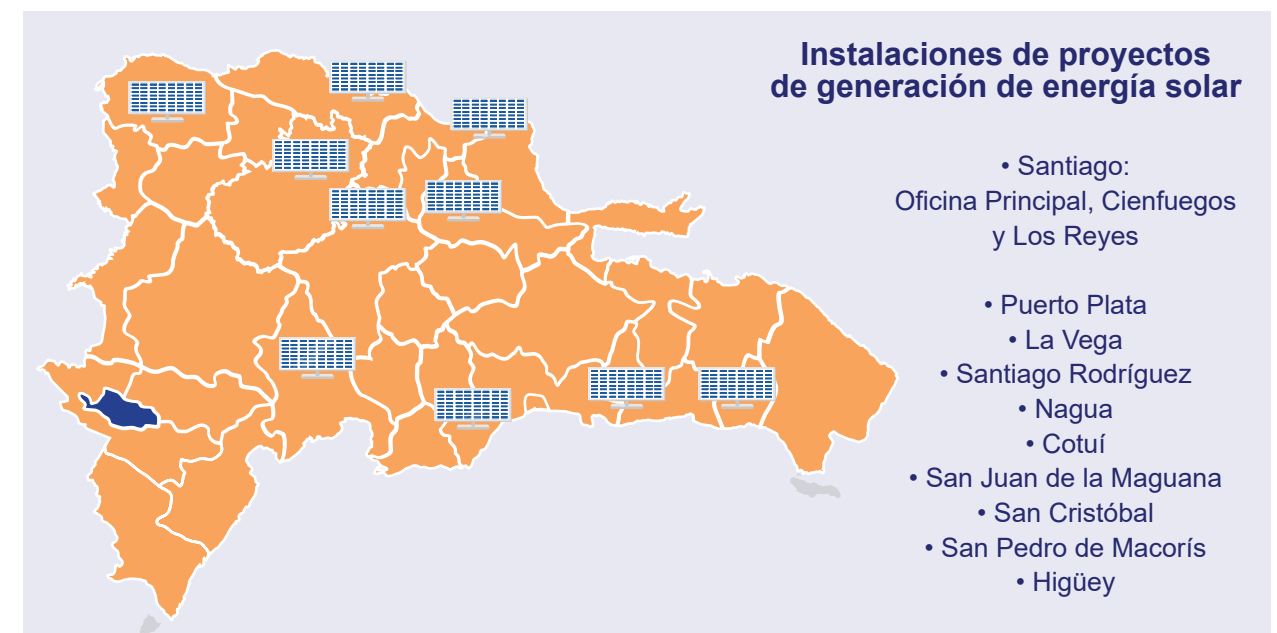 Instalaciones de proyectos
de generación de energía solar
• Santiago:
Oficina Principal, Cienfuegos
y Los Reyes
• Puerto Plata
• La Vega
• Santiago Rodríguez
• Nagua
• Cotuí
• San Juan de la Maguana
• San Cristóbal
• San Pedro de Macorís
• Higüey